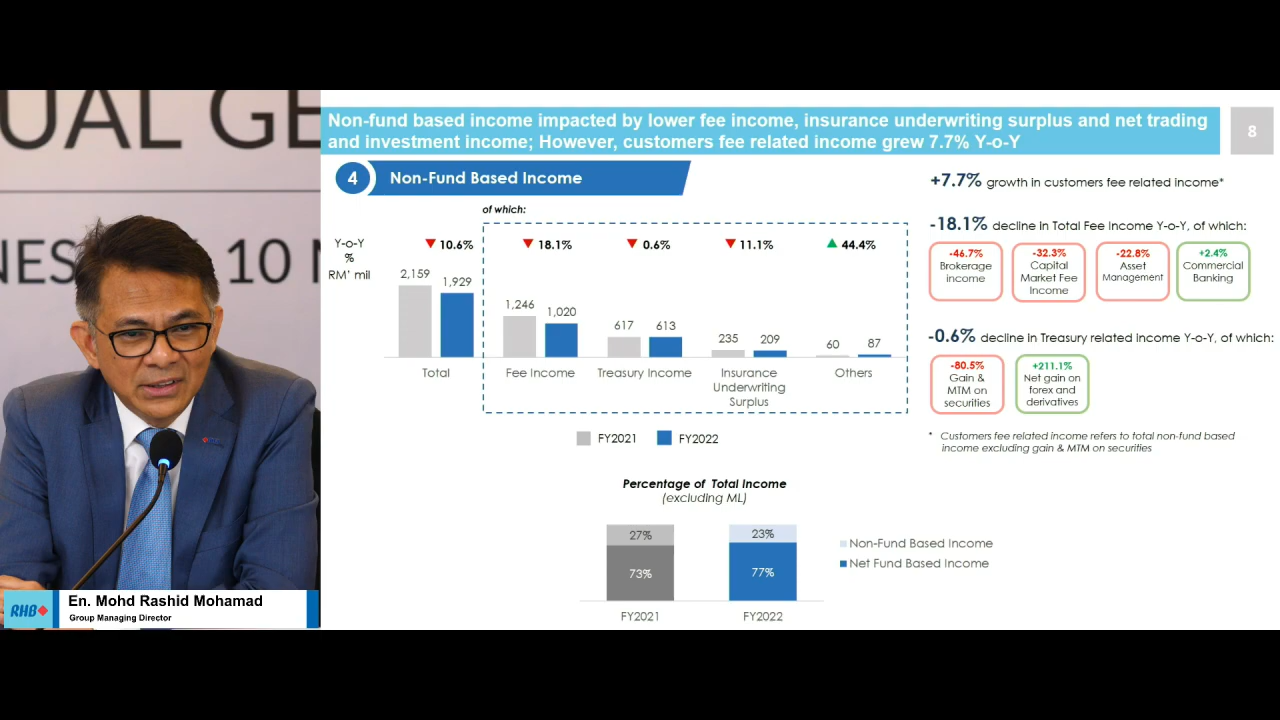 UAL GE
NES
10
Non-fund based income impacted by lower fee income, insurance underwriting surplus and net trading
and investment income; However, customers fee related income grew 7.7% Y-o-Y
8
4
Non-Fund Based Income
of which:
Y-o-Y
%
RM' mil
▼ 10.6%
▼ 18.1%
▼ 0.6%
▼ 11.1%
▲ 44.4%
2,159
1,929
1,246
1,020
617
613
235
209
60
87
Total
Fee Income
Treasury Income
Insurance
Underwriting
Surplus
Others
FY2021
FY2022
+7.7% growth in customers fee related income*
-18.1% decline in Total Fee Income Y-o-Y, of which:
-46.7%
Brokerage
income
-32.3%
Capital
Market Fee
Income
-22.8%
Asset
Management
+2.4%
Commercial
Banking
-0.6% decline in Treasury related income Y-o-Y, of which:
-80.5%
Gain &
MTM on
securities
+211.1%
Net gain on
forex and
derivatives
* Customers fee related income refers to total non-fund based
income excluding gain & MTM on securities
Percentage of Total Income
(excluding ML)
27%
73%
23%
77%
FY2021
FY2022
Non-Fund Based Income
Net Fund Based Income
RHB
En. Mohd Rashid Mohamad
Group Managing Director